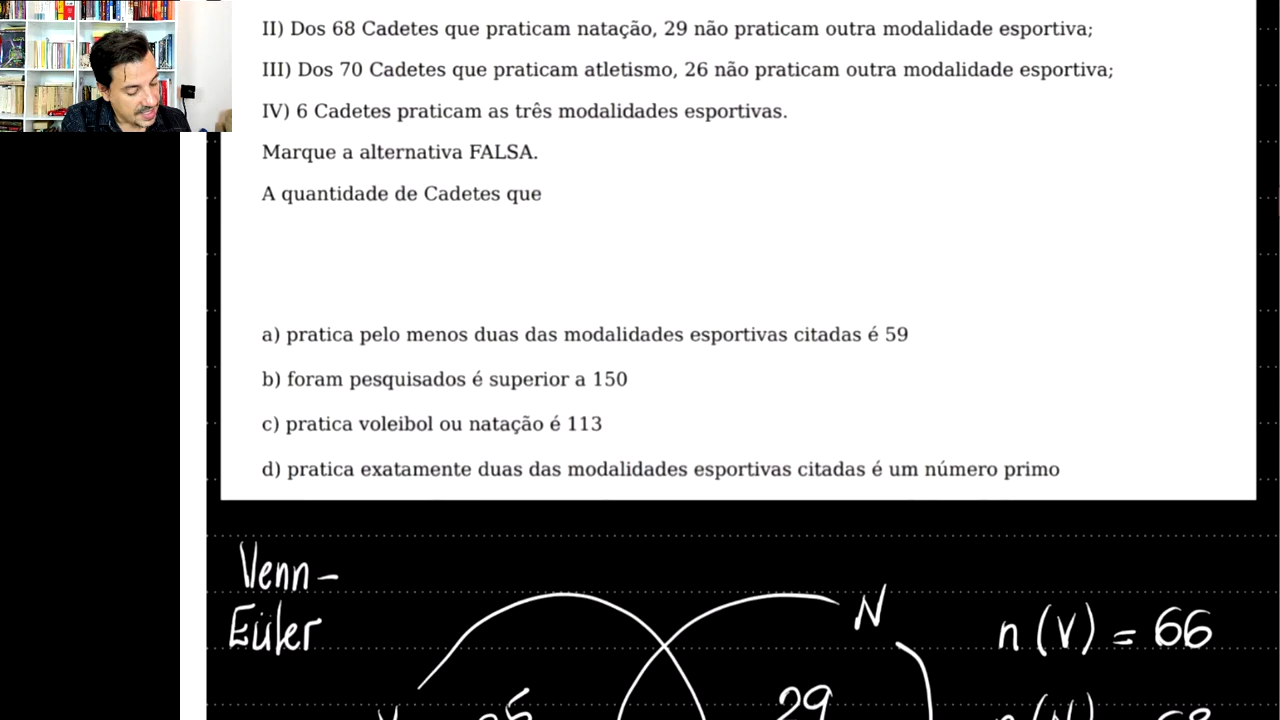 II) Dos 68 Cadetes que praticam natação, 29 não praticam outra modalidade esportiva;
III) Dos 70 Cadetes que praticam atletismo, 26 não praticam outra modalidade esportiva;
IV) 6 Cadetes praticam as três modalidades esportivas.
Marque a alternativa FALSA.
A quantidade de Cadetes que
a) pratica pelo menos duas das modalidades esportivas citadas é 59
b) foram pesquisados é superior a 150
c) pratica voleibol ou natação é 113
d) pratica exatamente duas das modalidades esportivas citadas é um número primo
Venn-
Euler
N
n(V) = 66
29